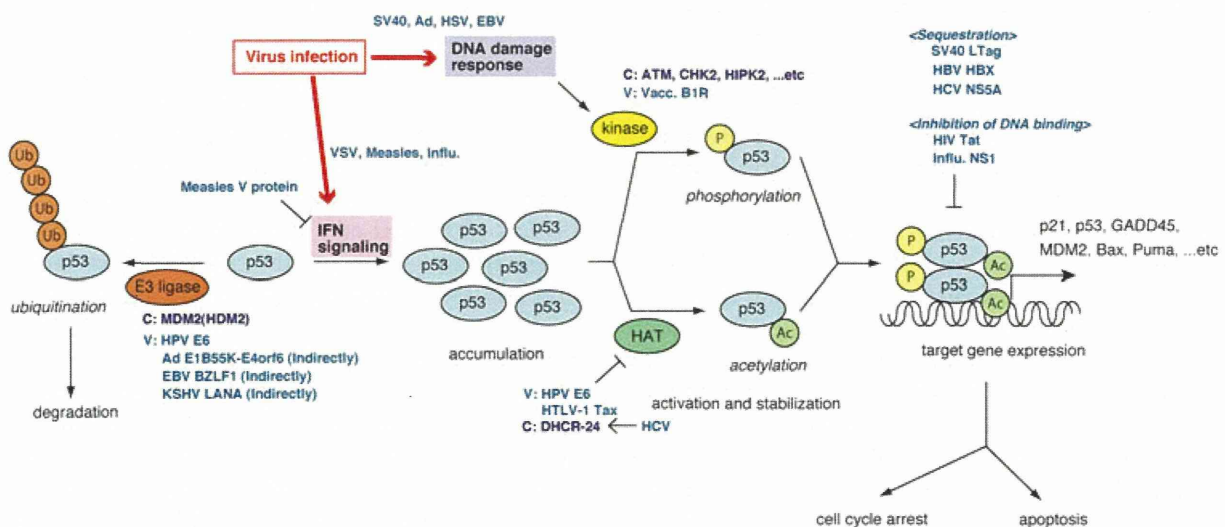 SV40, Ad, HSV, EBV
Virus infection
DNA damage
response
C: ATM, CHK2, HIPK2, ...etc
V: Vacc. B1R
kinase
<Sequestration>
SV40 LTag
HBV HBX
HCV NS5A
<Inhibition of DNA binding>
HIV Tat
Influ. NS1
VSV, Measles, Influ.
Measles V protein
IFN
signaling
Ub
Ub
Ub
Ub
p53
ubiquitination
degradation
E3 ligase
p53
C: MDM2(HDM2)
V: HPV E6
Ad E1B55K-E4orf6 (Indirectly)
EBV BZLF1 (Indirectly)
KSHV LANA (Indirectly)
p53
p53
p53
p53
p53
p53
p53
accumulation
P
p53
phosphorylation
HAT
p53
Ac
acetylation
V: HPV E6
HTLV-1 Tax
C: DHCR-24
HCV
activation and stabilization
P
p53
Ac
P
p53
Ac
p21, p53, GADD45,
MDM2, Bax, Puma, ...etc
target gene expression
cell cycle arrest
apoptosis